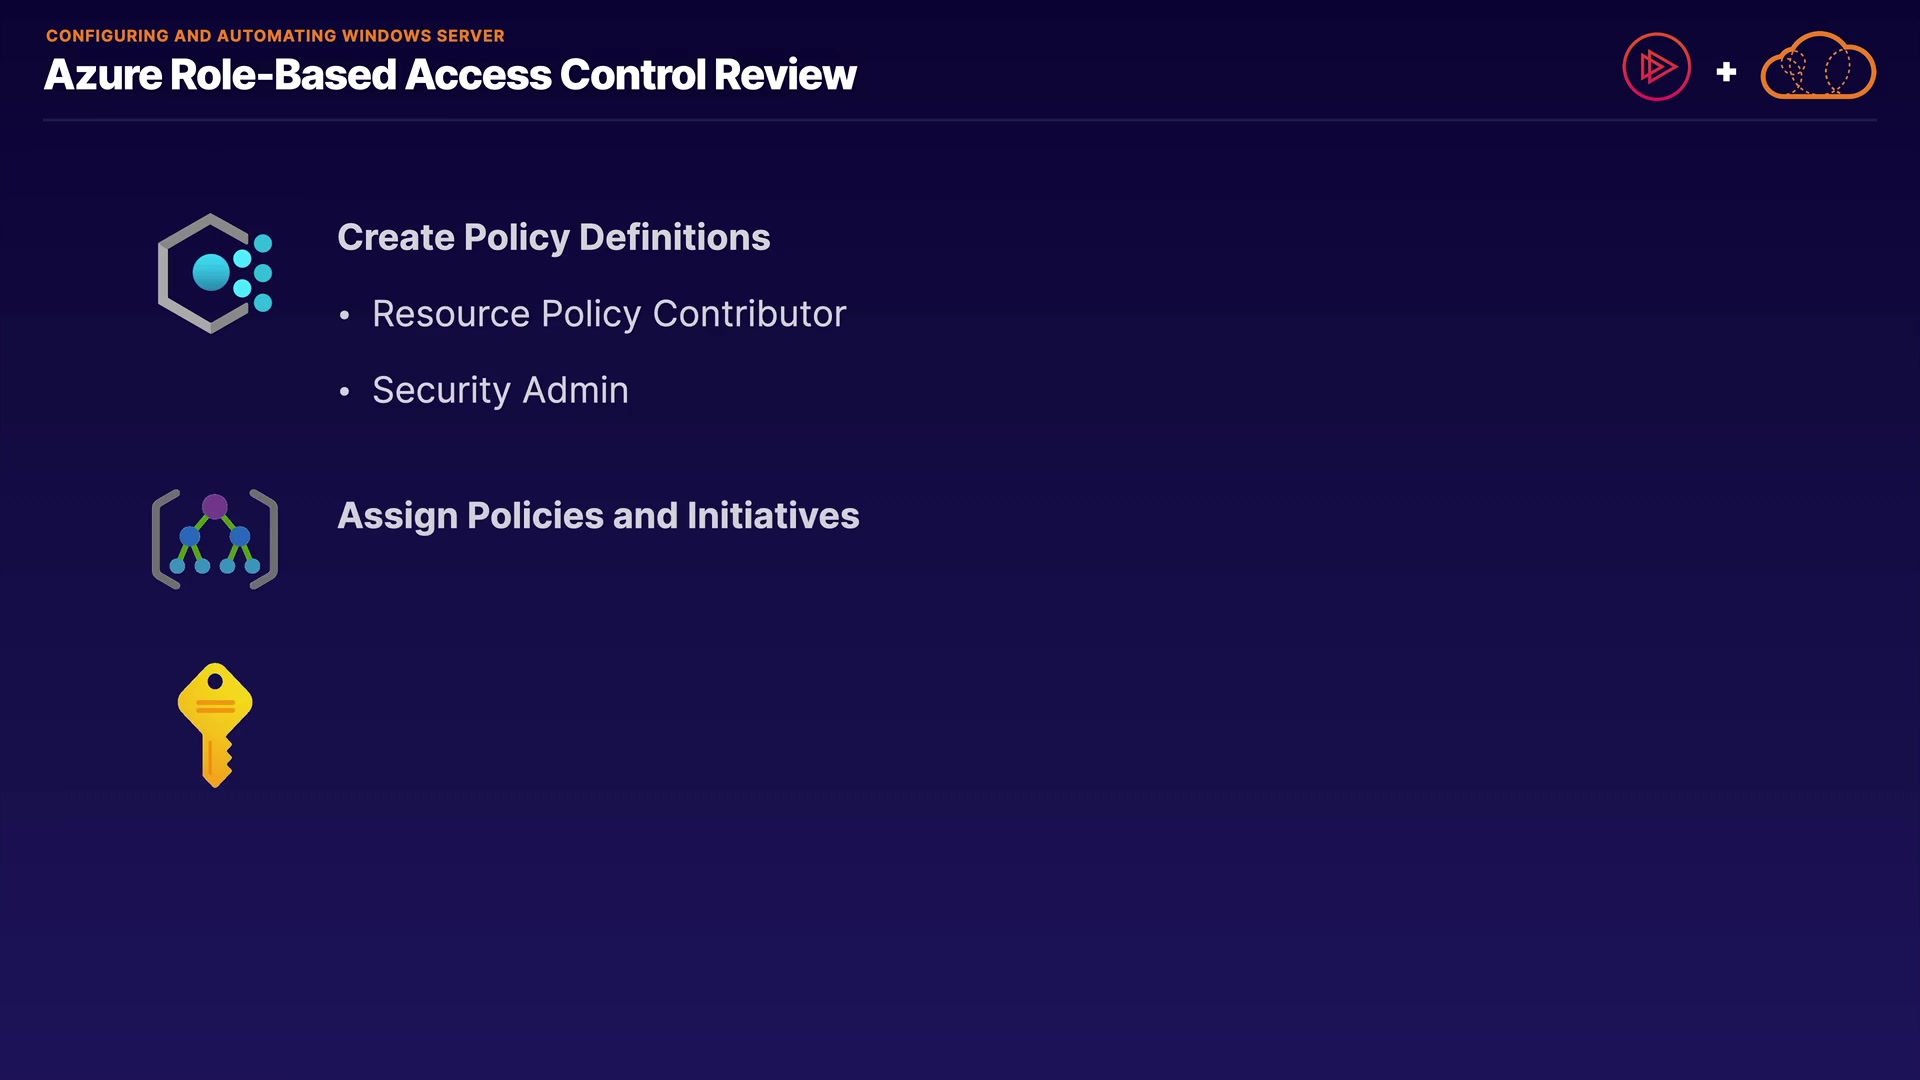 CONFIGURING AND AUTOMATING WINDOWS SERVER
Azure Role-Based Access Control Review
Create Policy Definitions
• Resource Policy Contributor
• Security Admin
Assign Policies and Initiatives